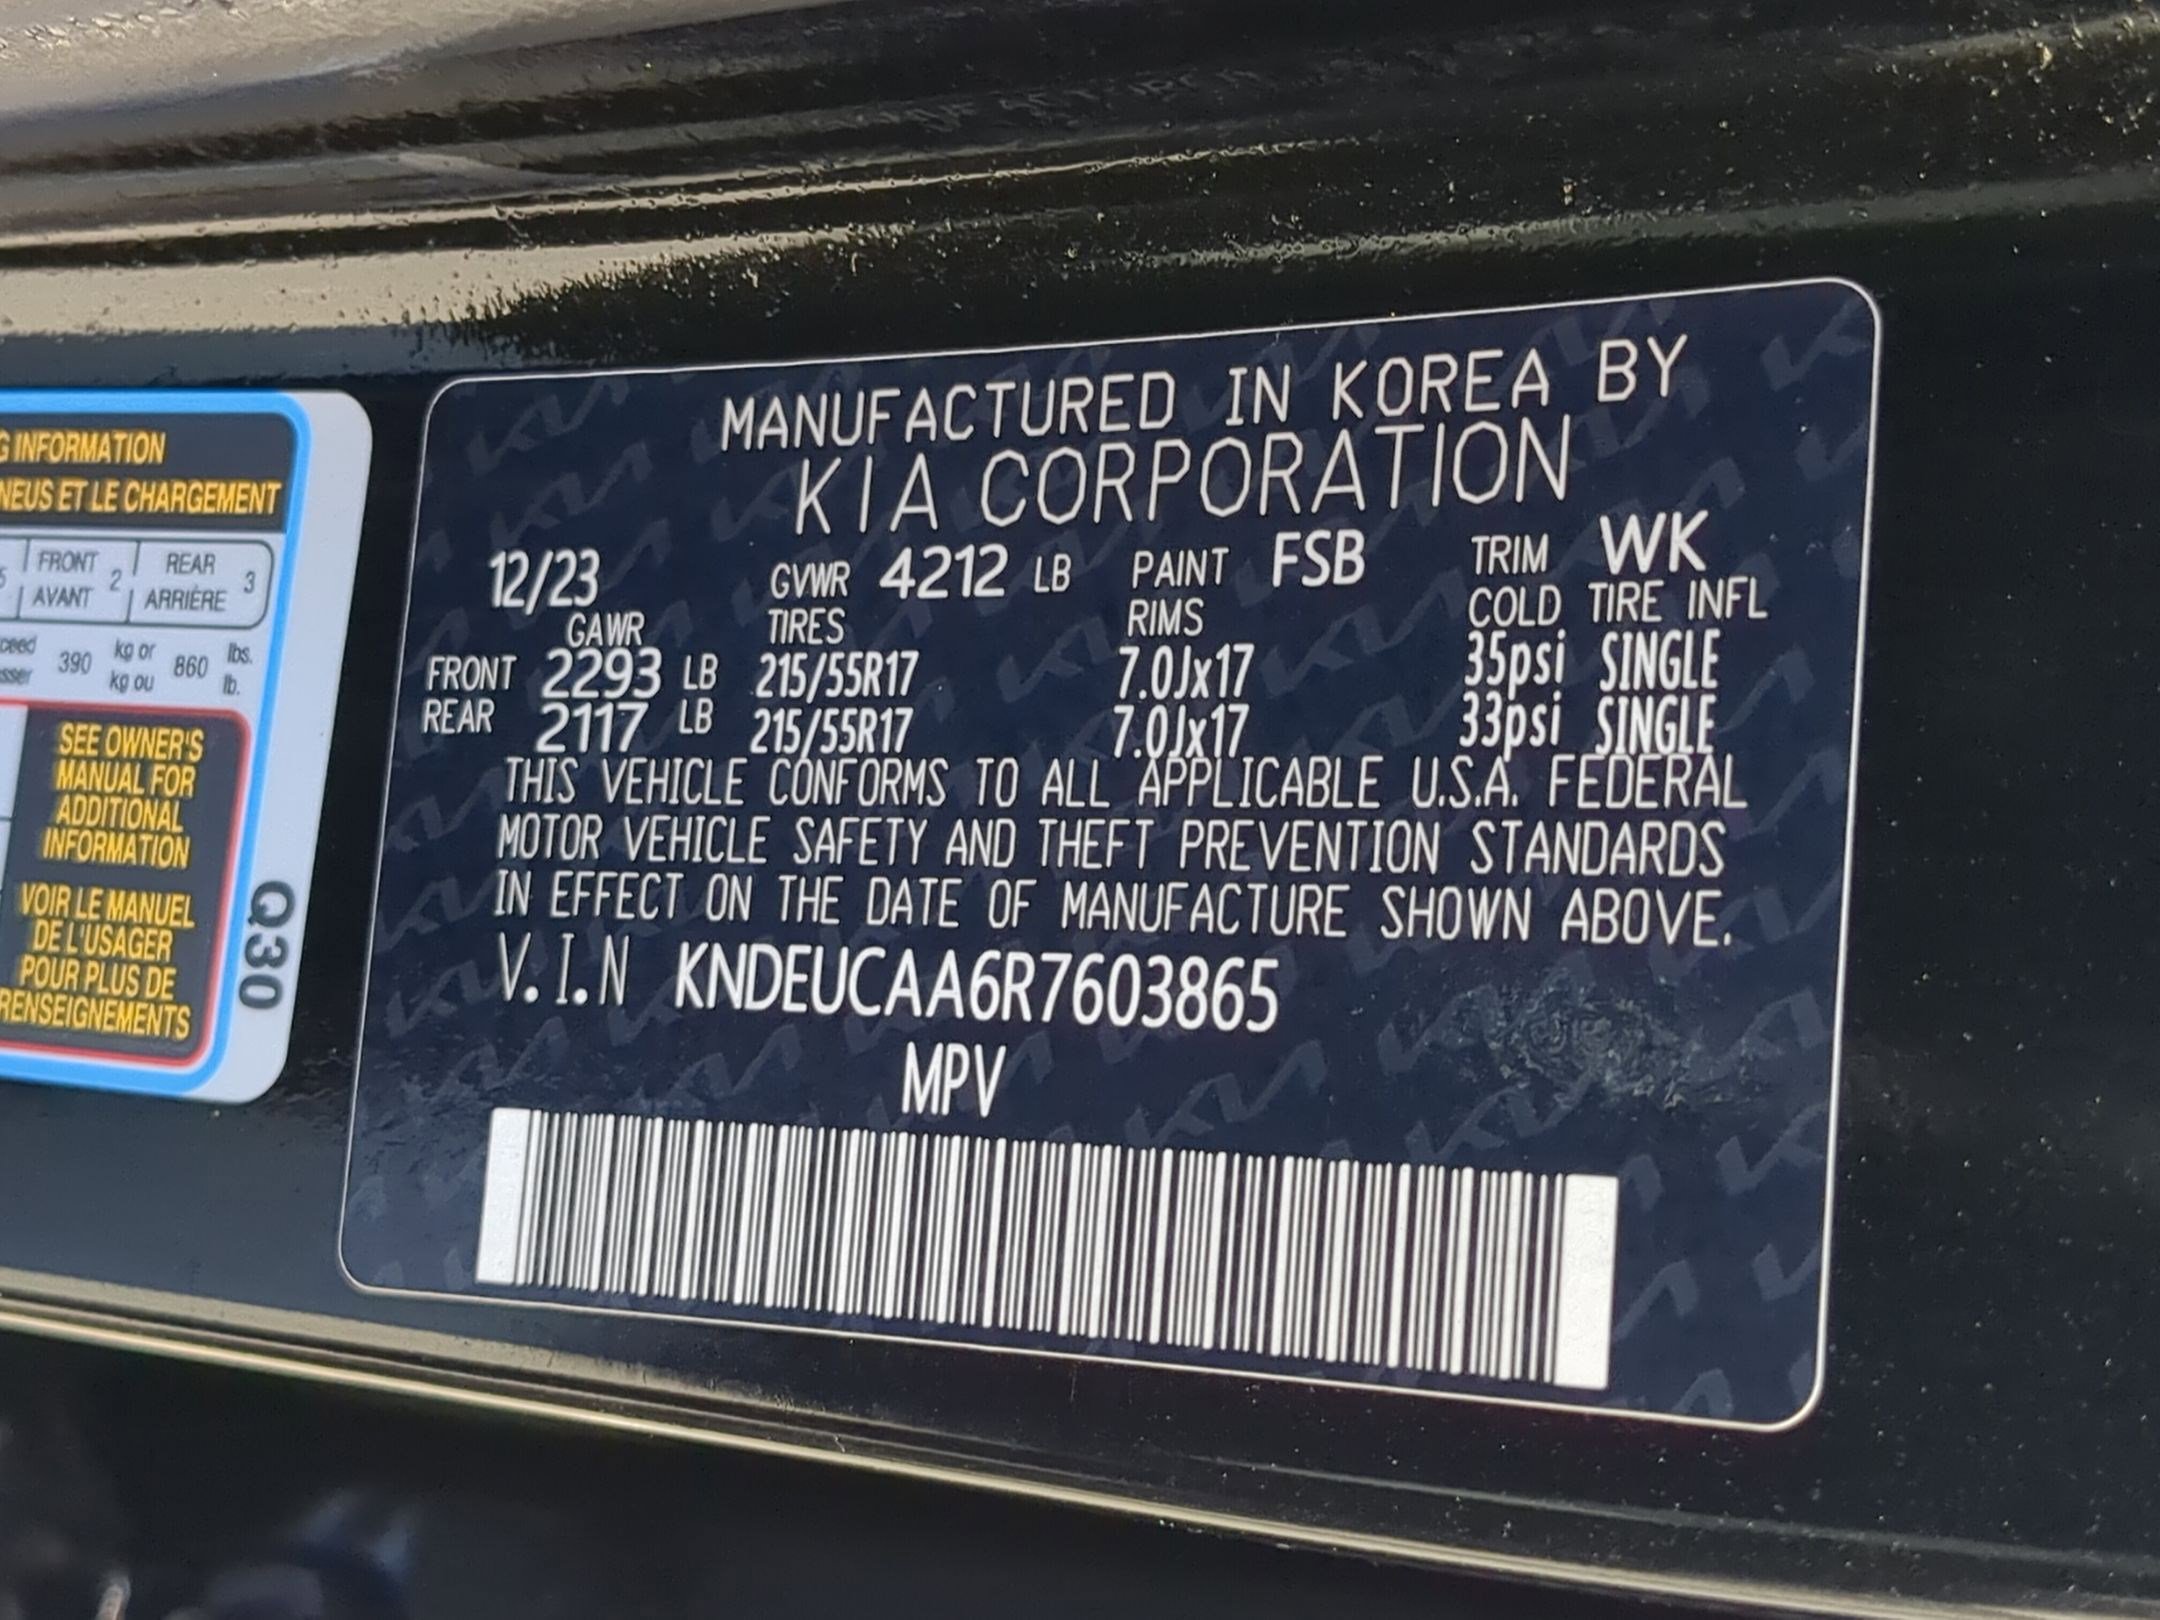 G INFORMATION
NEUS ET LE CHARGEMENT
FRONT 2 REAR 3
AVANT ARRIÈRE
kg or lbs.
390 860
kg ou lb.
SEE OWNER'S
MANUAL FOR
ADDITIONAL
INFORMATION
VOIR LE MANUEL
DE L'USAGER
POUR PLUS DE
RENSEIGNEMENTS
Q30
MANUFACTURED IN KOREA BY
KIA CORPORATION
12/23 GVWR 4212 LB PAINT FSB TRIM WK
GAWR TIRES RIMS COLD TIRE INFL
FRONT 2293 LB 215/55R17 7.0Jx17 35psi SINGLE
REAR 2117 LB 215/55R17 7.0Jx17 33psi SINGLE
THIS VEHICLE CONFORMS TO ALL APPLICABLE U.S.A. FEDERAL
MOTOR VEHICLE SAFETY AND THEFT PREVENTION STANDARDS
IN EFFECT ON THE DATE OF MANUFACTURE SHOWN ABOVE.
V.I.N KNDEUCAA6R7603865
MPV